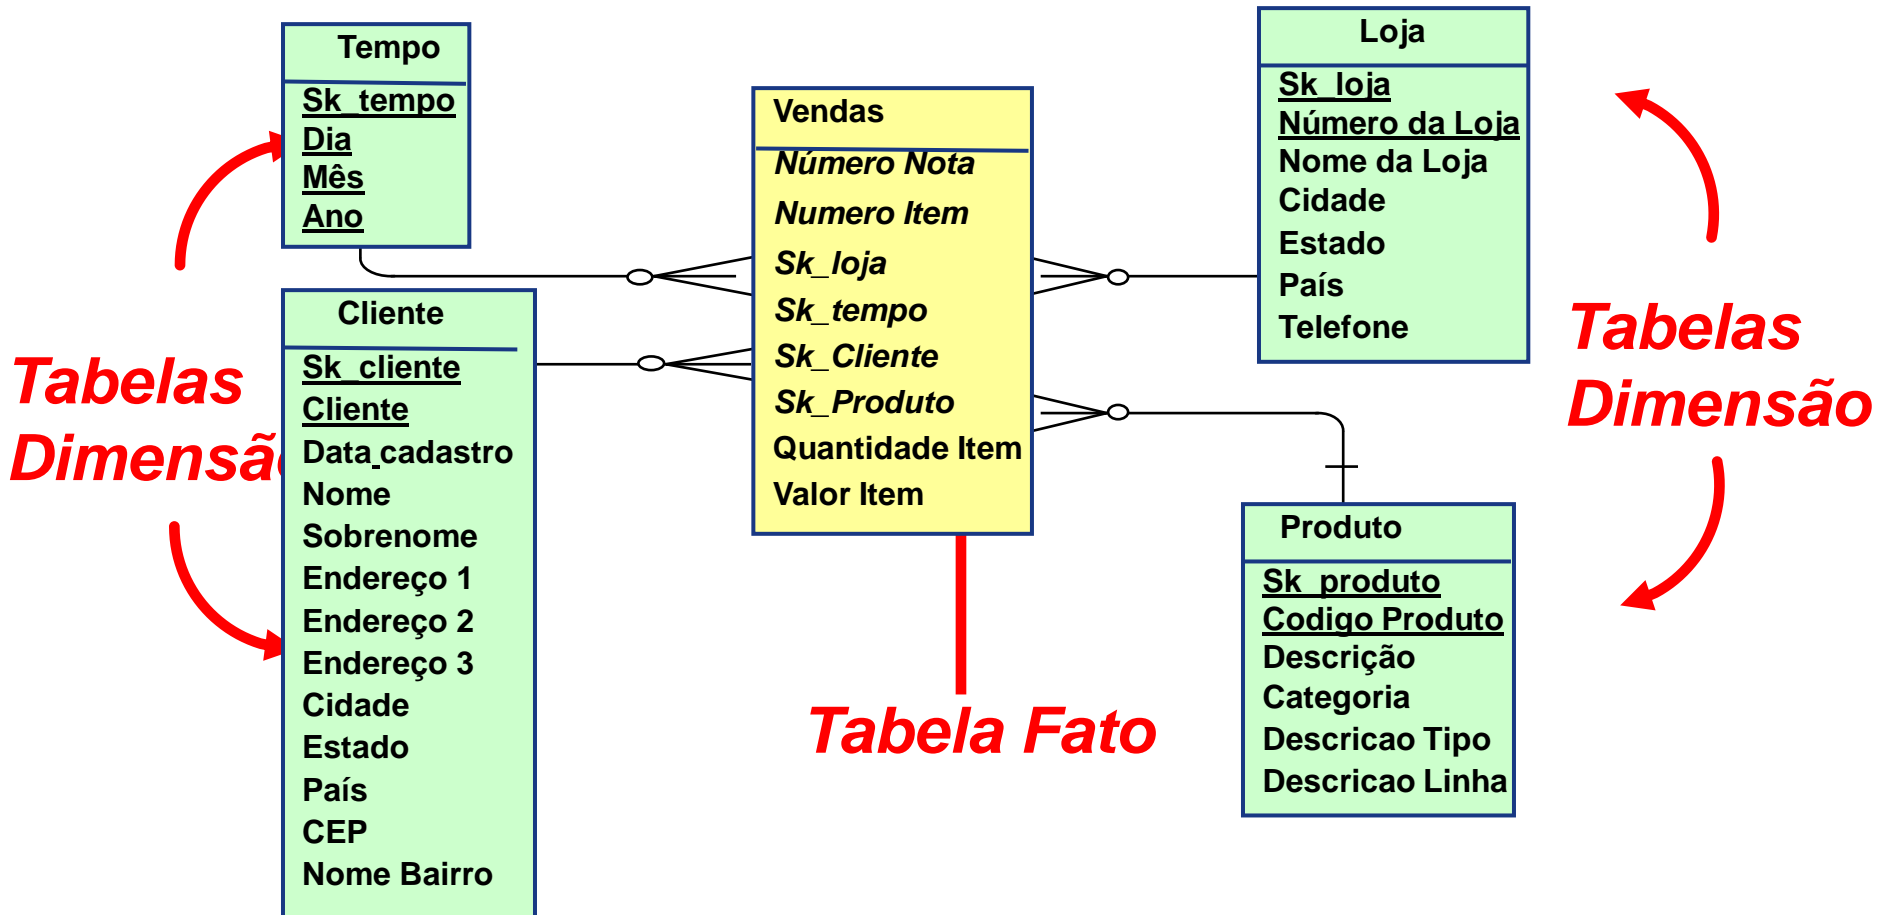 Tempo
Sk_tempo
Dia
Mês
Ano
Cliente
Sk_cliente
Cliente
Data_cadastro
Nome
Sobrenome
Endereço 1
Endereço 2
Endereço 3
Cidade
Estado
País
CEP
Nome Bairro
Tabelas
Dimensão
Vendas
Número Nota
Numero Item
Sk_loja
Sk_tempo
Sk_Cliente
Sk_Produto
Quantidade Item
Valor Item
Tabela Fato
Loja
Sk_loja
Número da Loja
Nome da Loja
Cidade
Estado
País
Telefone
Tabelas
Dimensão
Produto
Sk_produto
Codigo Produto
Descrição
Categoria
Descricao Tipo
Descricao Linha